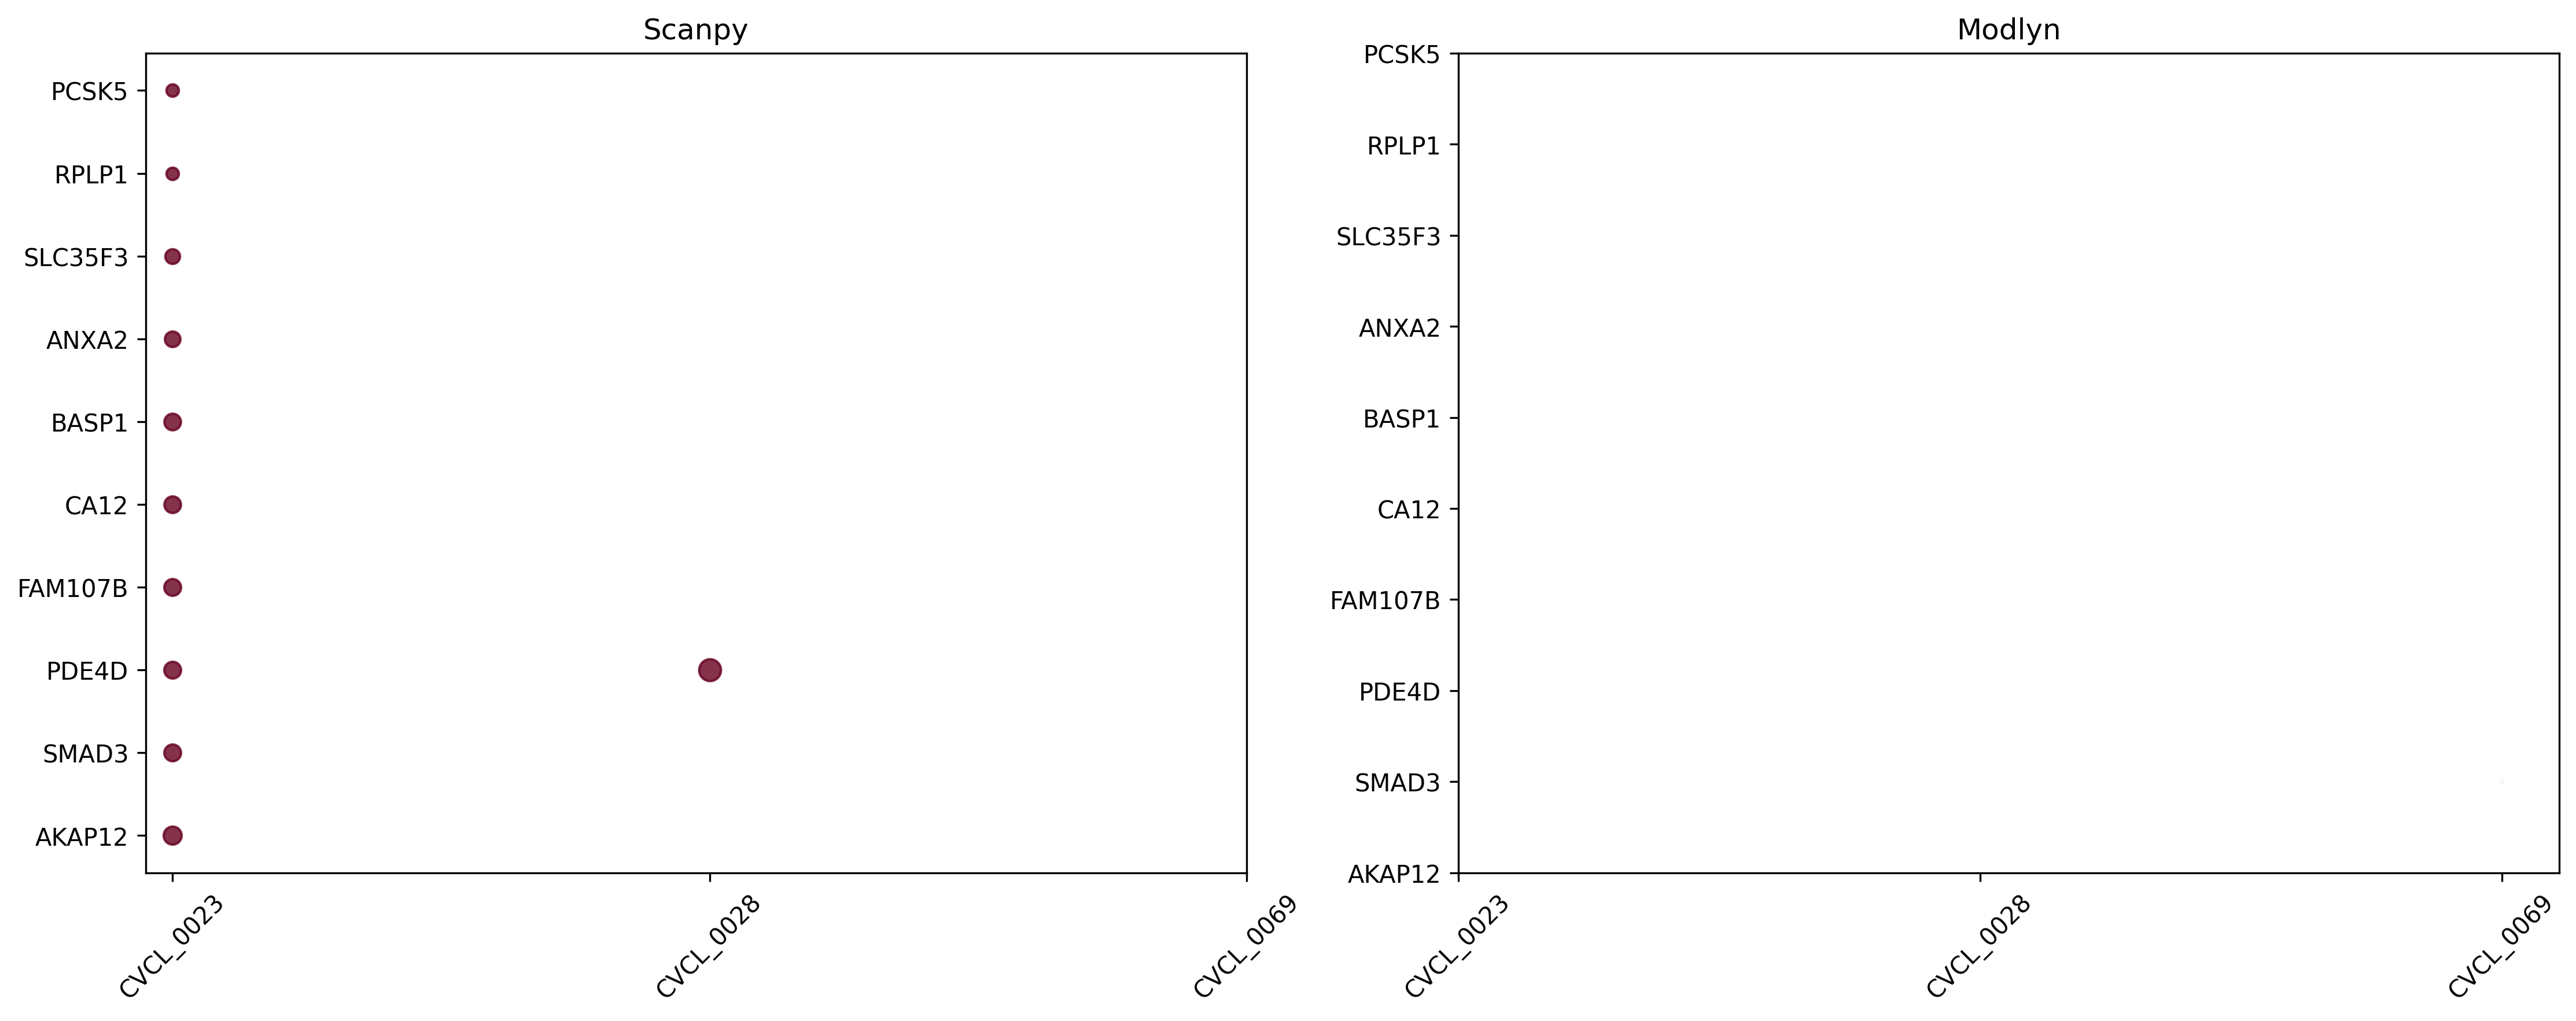 Scanpy
PCSK5
RPLP1
SLC35F3
ANXA2
BASP1
CA12
FAM107B
PDE4D
SMAD3
AKAP12
CVCL_0023
CVCL_0028
CVCL_0069
Modlyn
PCSK5
RPLP1
SLC35F3
ANXA2
BASP1
CA12
FAM107B
PDE4D
SMAD3
AKAP12
CVCL_0023
CVCL_0028
CVCL_0069